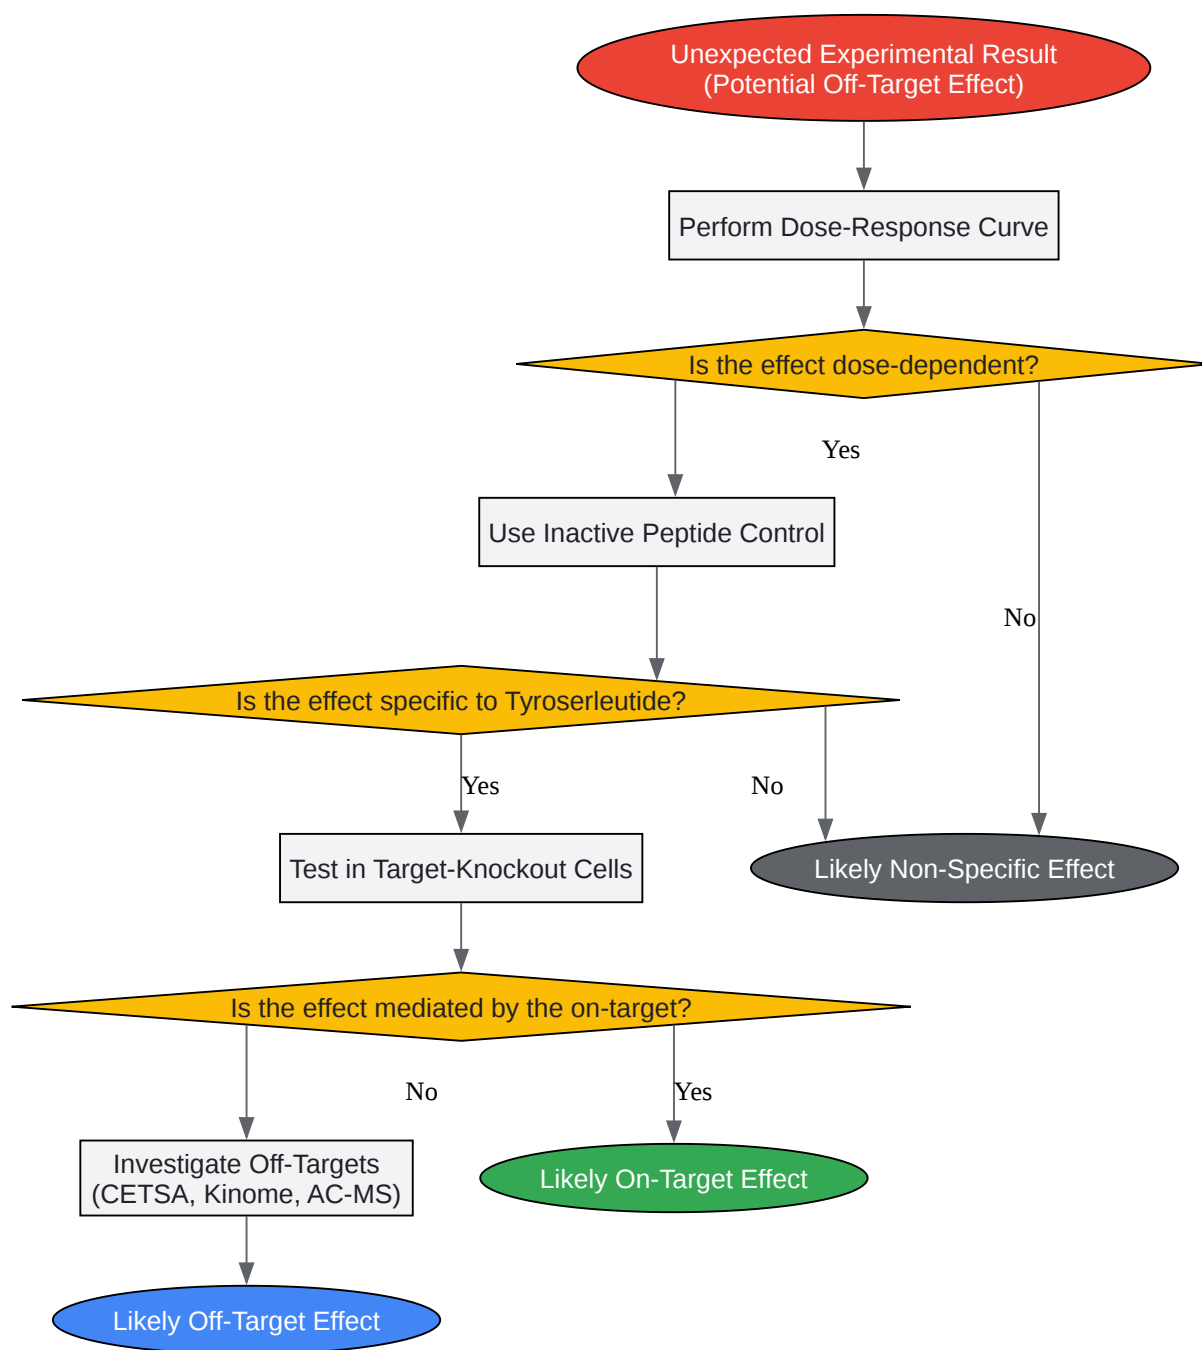 Unexpected Experimental Result
(Potential Off-Target Effect)
Perform Dose-Response Curve
Is the effect dose-dependent?
Yes
Use Inactive Peptide Control
No
Is the effect specific to Tyroserleutide?
Yes
No
Test in Target-Knockout Cells
Likely Non-Specific Effect
Is the effect mediated by the on-target?
No
Yes
Investigate Off-Targets
(CETSA, Kinome, AC-MS)
Likely On-Target Effect
Likely Off-Target Effect